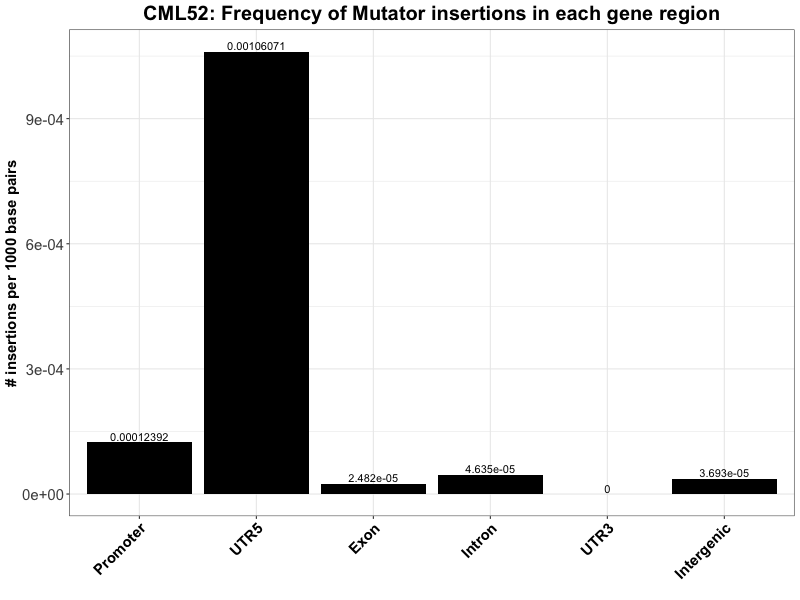 CML52: Frequency of Mutator insertions in each gene region
# insertions per 1000 base pairs
9e-04
6e-04
3e-04
0e+00
0.00012392
0.00106071
2.482e-05
4.635e-05
0
3.693e-05
Promoter
UTR5
Exon
Intron
UTR3
Intergenic